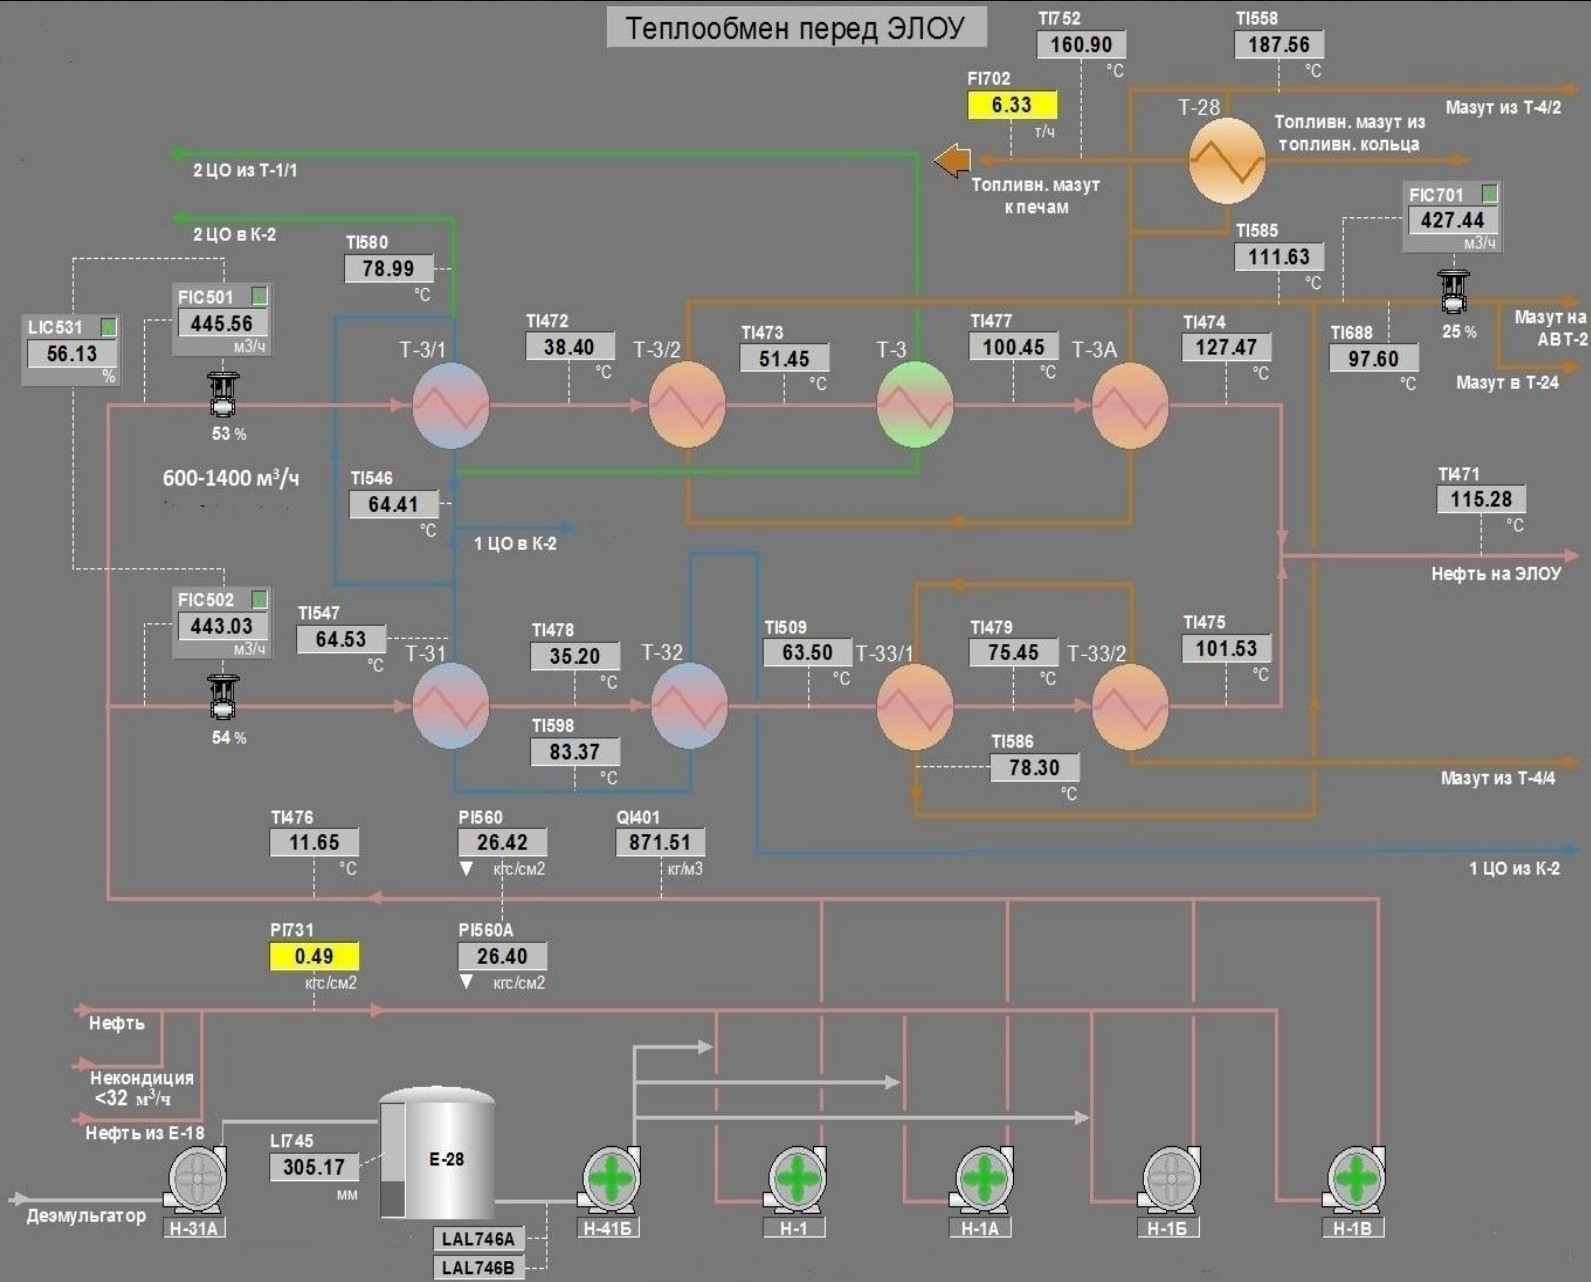 Теплообмен перед ЭЛОУ
TI752
160.90
°C
TI558
187.56
°C
FI702
6.33
т/ч
Т-28
Мазут из Т-4/2
Топливн. мазут из
топливн. кольца
Топливн. мазут
к печам
2 ЦО из Т-1/1
FIC701
427.44
м3/ч
25 %
2 ЦО в К-2
TI580
78.99
°C
TI585
111.63
°C
FIC501
445.56
м3/ч
53 %
LIC531
56.13
%
Т-3/1
TI472
38.40
°C
Т-3/2
TI473
51.45
°C
Т-3
TI477
100.45
°C
Т-3А
TI474
127.47
°C
TI688
97.60
°C
Мазут на
АВТ-2
Мазут в Т-24
600-1400 м³/ч
TI546
64.41
°C
1 ЦО в К-2
TI471
115.28
°C
Нефть на ЭЛОУ
FIC502
443.03
м3/ч
54 %
TI547
64.53
°C
Т-31
TI478
35.20
°C
Т-32
TI509
63.50
°C
Т-33/1
TI479
75.45
°C
Т-33/2
TI475
101.53
°C
TI598
83.37
°C
TI586
78.30
°C
Мазут из Т-4/4
TI476
11.65
°C
PI560
26.42
кгс/см2
QI401
871.51
кг/м3
1 ЦО из К-2
PI731
0.49
кгс/см2
PI560A
26.40
кгс/см2
Нефть
Некондиция
<32 м³/ч
Нефть из Е-18
LI745
305.17
мм
Е-28
Деэмульгатор
Н-31А
LAL746A
LAL746B
Н-41Б
Н-1
Н-1А
Н-1Б
Н-1В